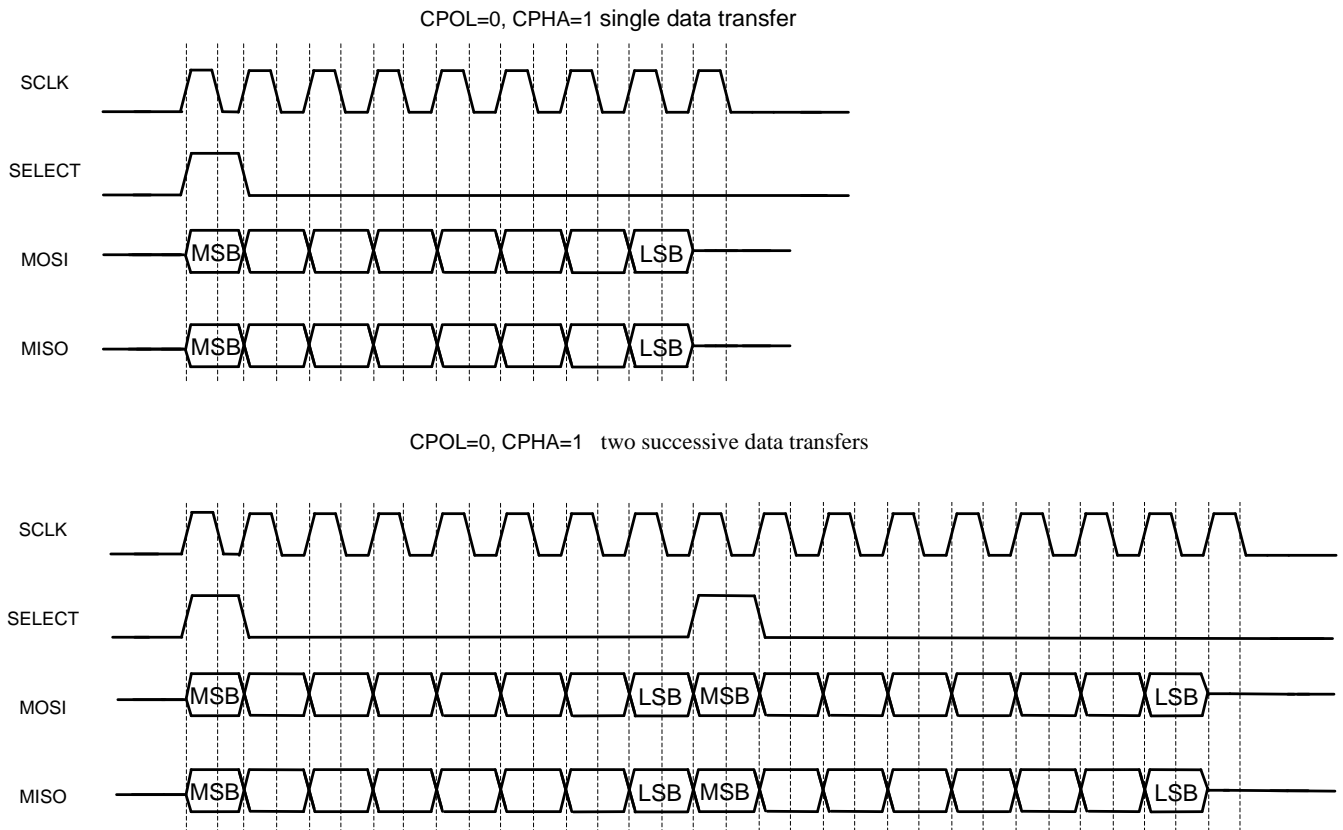 CPOL=0, CPHA=1 single data transfer
SCLK
SELECT
MOSI
MSB
LSB
MISO
MSB
LSB
CPOL=0, CPHA=1 two successive data transfers
SCLK
SELECT
MOSI
MSB
LSB
MSB
LSB
MISO
MSB
LSB
MSB
LSB